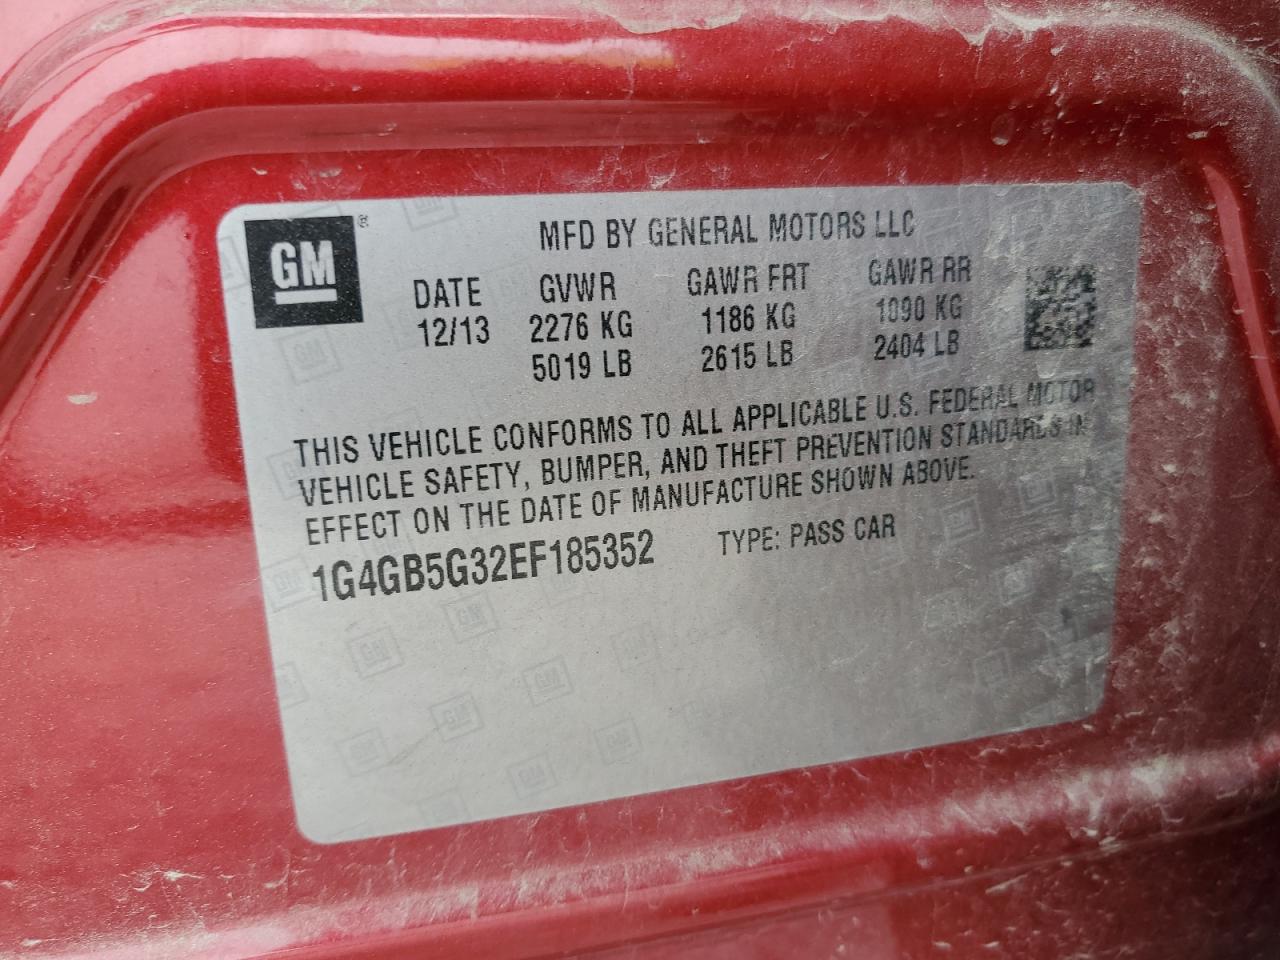 GM ®
MFD BY GENERAL MOTORS LLC
DATE GVWR GAWR FRT GAWR RR
12/13 2276 KG 1186 KG 1090 KG
5019 LB 2615 LB 2404 LB
THIS VEHICLE CONFORMS TO ALL APPLICABLE U.S. FEDERAL MOTOR
VEHICLE SAFETY, BUMPER, AND THEFT PREVENTION STANDARDS IN
EFFECT ON THE DATE OF MANUFACTURE SHOWN ABOVE.
1G4GB5G32EF185352 TYPE: PASS CAR